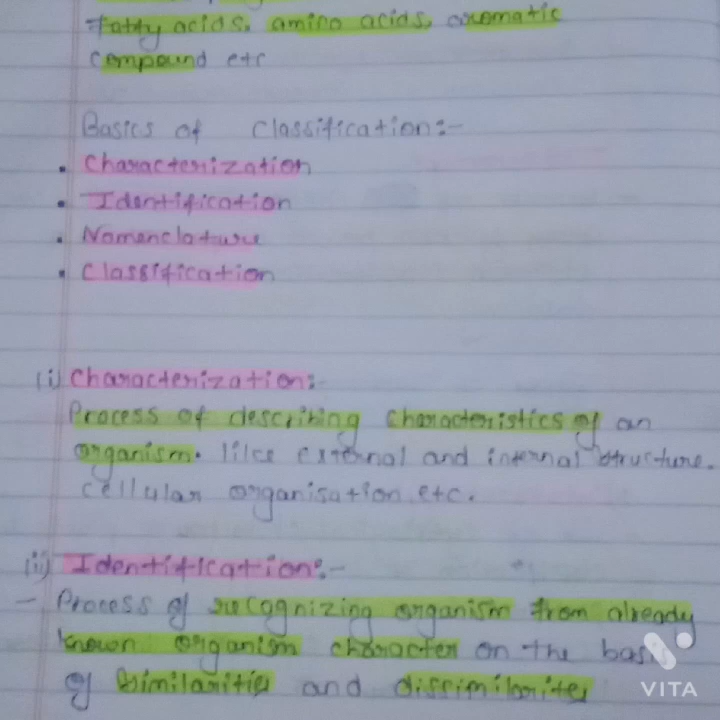 Fatty acids, amino acids, aromatic
compound etc
Basics of classification:-
• Characterization
• Identification
• Nomenclature
• Classification
(i) Characterization:-
Process of describing characteristics of an
organism. like external and internal structure.
cellular organisation etc.
(ii) Identification:-
- Process of recognizing organism from already
known organism character on the basis
of similarities and dissimilarites
VITA